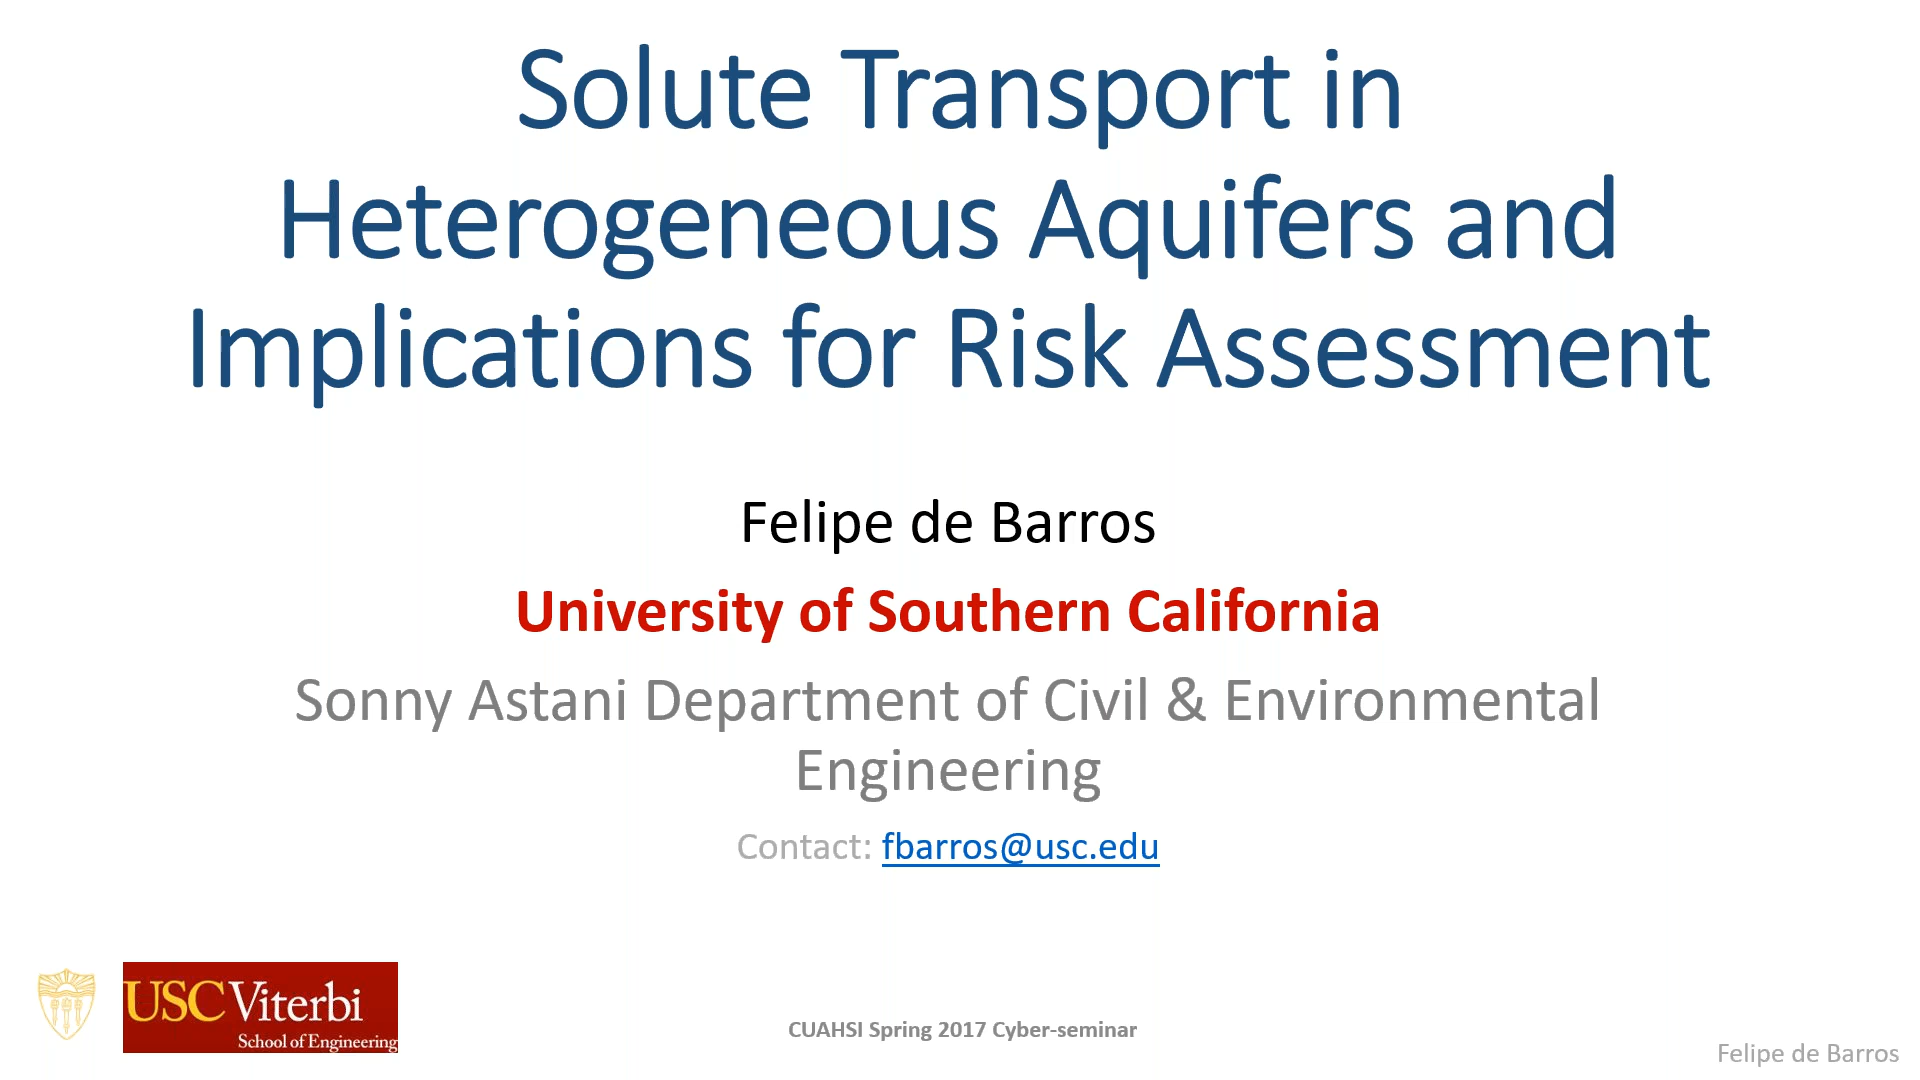 Solute Transport in
Heterogeneous Aquifers and
Implications for Risk Assessment
Felipe de Barros
University of Southern California
Sonny Astani Department of Civil & Environmental
Engineering
Contact: fbarros@usc.edu
USC Viterbi
School of Engineering
CUAHSI Spring 2017 Cyber-seminar
Felipe de Barros